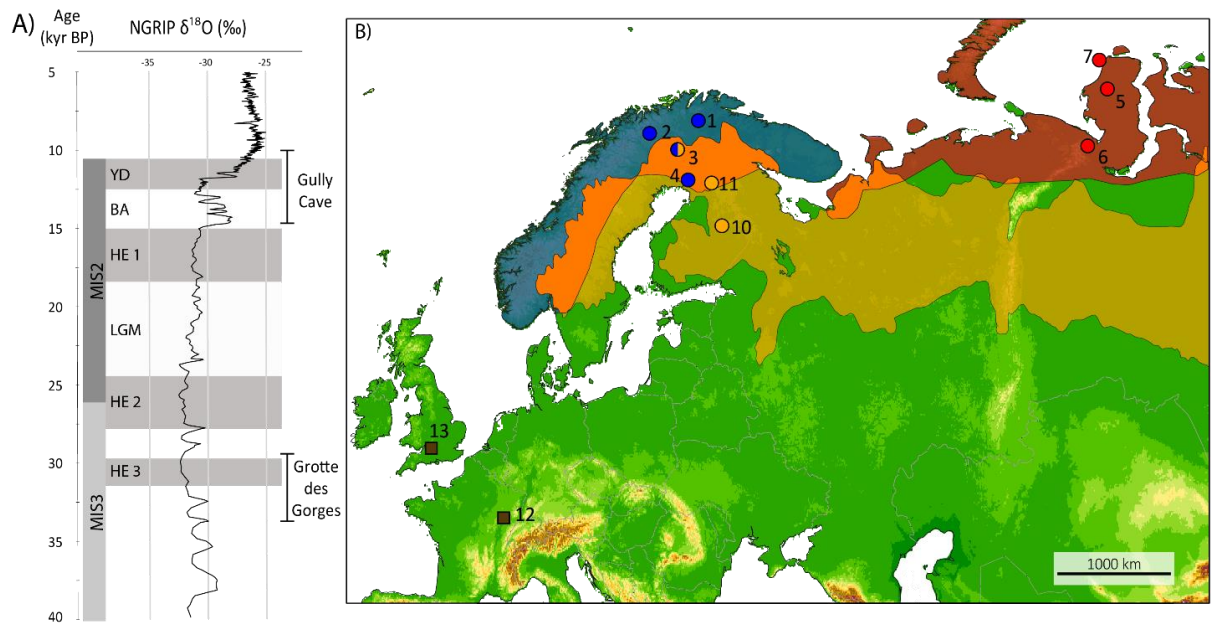 A)
Age
(kyr BP)
NGRIP δ¹⁸O (‰)
-35 -30 -25
5
10
15
20
25
30
35
40
MIS2
MIS3
YD
BA
HE 1
LGM
HE 2
HE 3
Gully
Cave
Grotte
des
Gorges
B)
7
5
6
1
2
3
4
11
10
13
12
1000 km